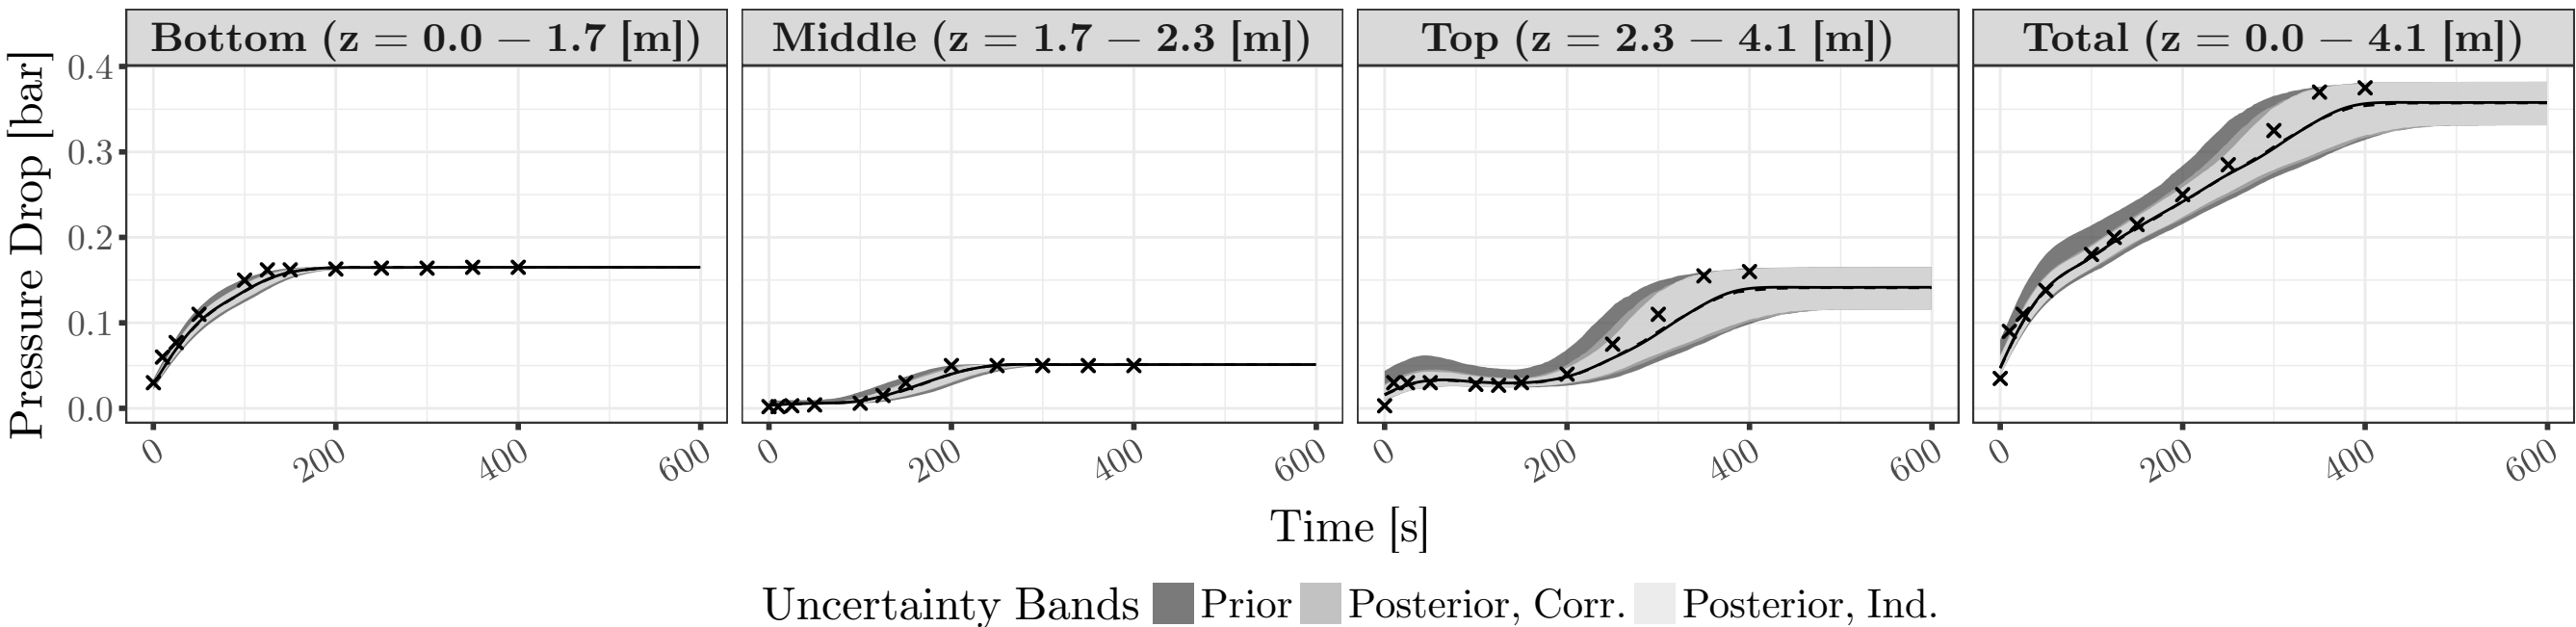 Bottom (z = 0.0 − 1.7 [m])
Middle (z = 1.7 − 2.3 [m])
Top (z = 2.3 − 4.1 [m])
Total (z = 0.0 − 4.1 [m])
Pressure Drop [bar]
0.4
0.3
0.2
0.1
0.0
0 200 400 600
0 200 400 600
0 200 400 600
0 200 400 600
Time [s]
Uncertainty Bands Prior Posterior, Corr. Posterior, Ind.